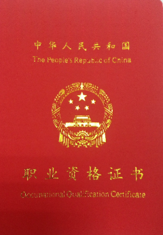 中华人民共和国
The People's Republic of China
职业资格证书
Occupational Qualification Certificate